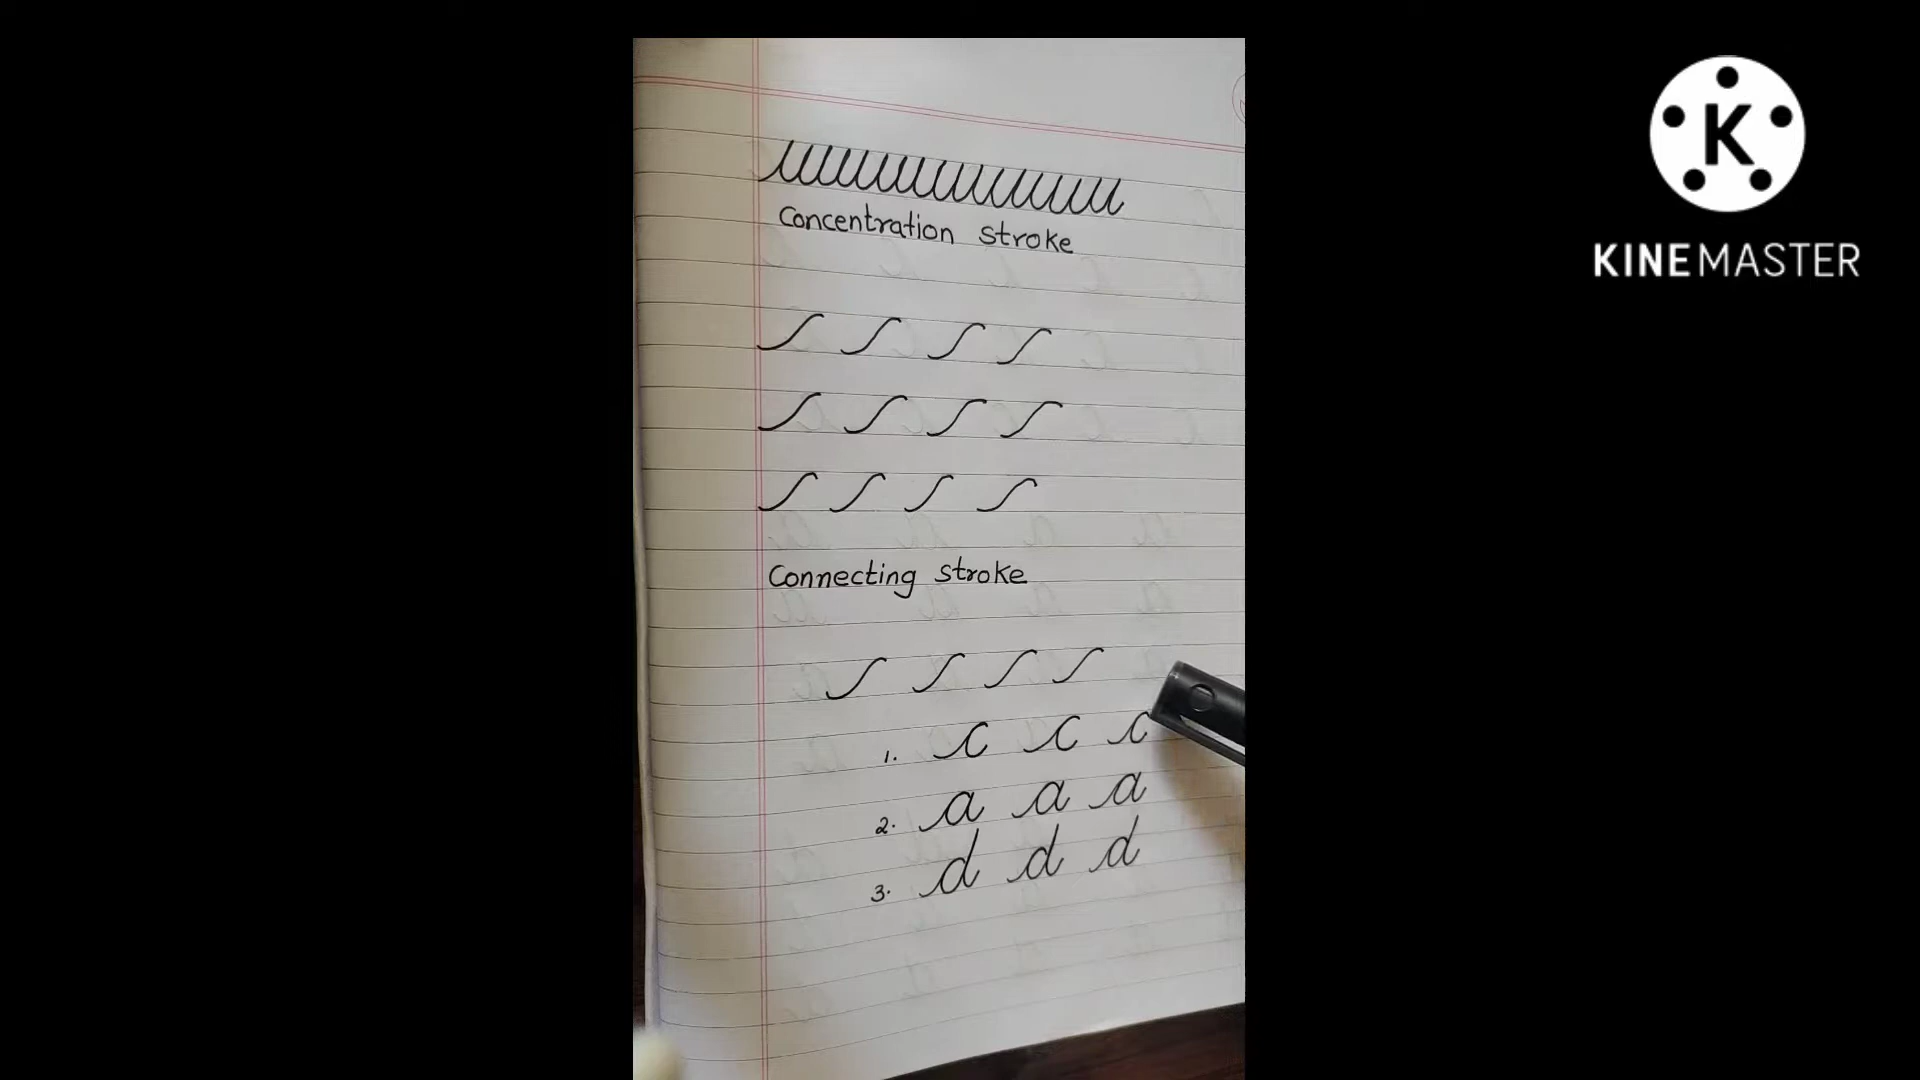 Concentration stroke
Connecting stroke
1. c c c
2. a a a
3. d d d
K
KINEMASTER